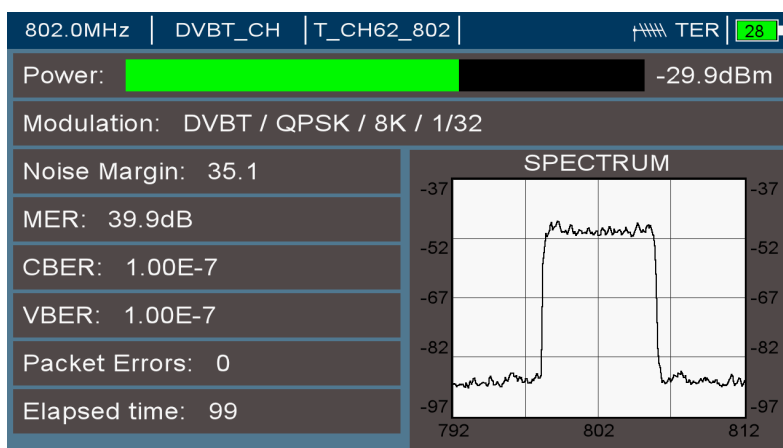 802.0MHz DVBT_CH T_CH62_802 TER 28
Power: -29.9dBm
Modulation: DVBT / QPSK / 8K / 1/32
Noise Margin: 35.1
MER: 39.9dB
CBER: 1.00E-7
VBER: 1.00E-7
Packet Errors: 0
Elapsed time: 99
SPECTRUM
-37 -37
-52 -52
-67 -67
-82 -82
-97 -97
792 802 812